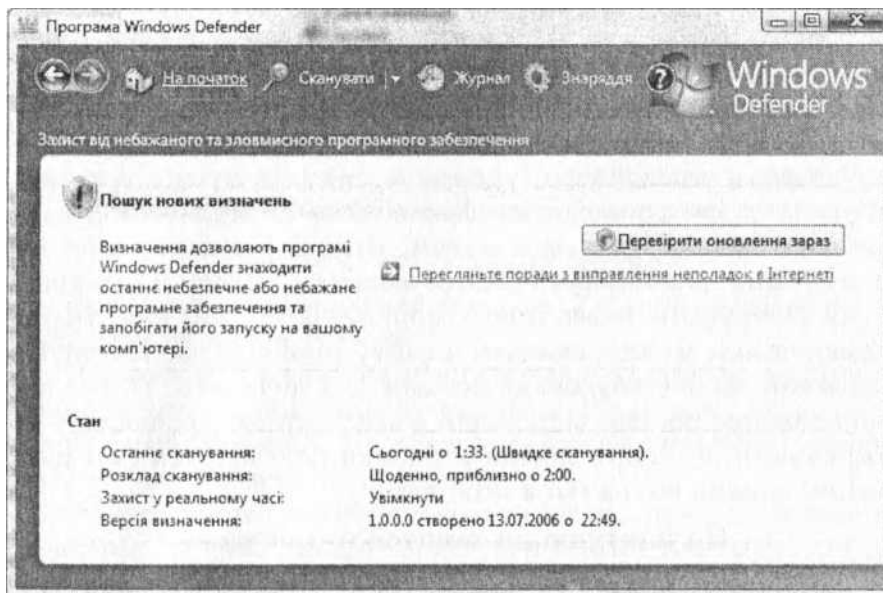 Програма Windows Defender
На початок Сканувати Журнал Знаряддя ? Windows
Defender
Захист від небажаного та зловмисного програмного забезпечення
Пошук нових визначень
Перевірити оновлення зараз
Визначення дозволяють програмі
Windows Defender знаходити
останнє небезпечне або небажане
програмне забезпечення та
запобігати його запуску на вашому
комп'ютері.
Перегляньте поради з виправлення неполадок в Інтернеті
Стан
Останнє сканування: Сьогодні о 1:33. (Швидке сканування).
Розклад сканування: Щоденно, приблизно о 2:00.
Захист у реальному часі: Увімкнути
Версія визначення: 1.0.0.0 створено 13.07.2006 о 22:49.